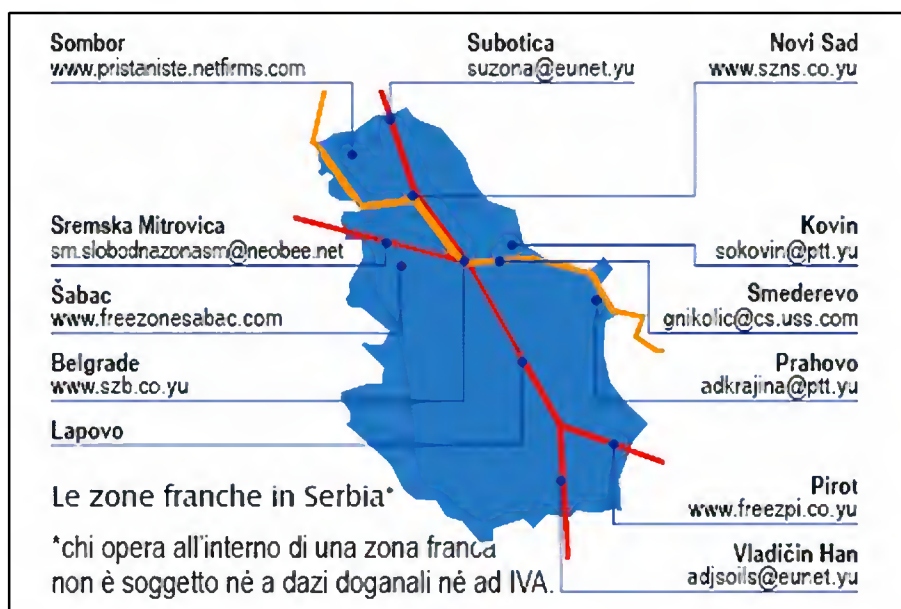 Sombor
www.pristaniste.netfirms.com
Subotica
suzona@eunet.yu
Novi Sad
www.szns.co.yu
Sremska Mitrovica
sm.slobodnazonasm@neobee.net
Kovin
sokovin@ptt.yu
Šabac
www.freezonesabac.com
Smederevo
gnikolic@cs.uss.com
Belgrade
www.szb.co.yu
Prahovo
adkrajina@ptt.yu
Lapovo
Pirot
www.freezpi.co.yu
Vladičin Han
adjsoils@eunet.yu
Le zone franche in Serbia*
*chi opera all'interno di una zona franca
non è soggetto nè a dazi doganali nè ad IVA.